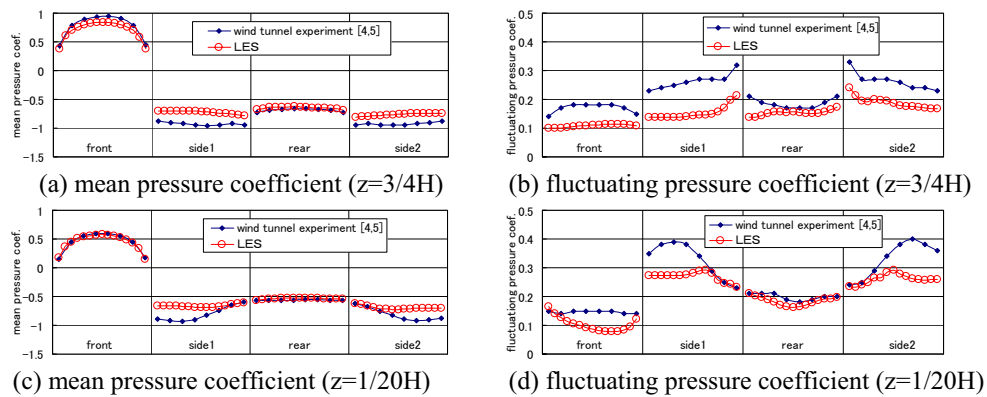 mean pressure coef.
1
0.5
0
-0.5
-1
-1.5
wind tunnel experiment [4,5]
LES
front side1 rear side2
(a) mean pressure coefficient (z=3/4H)
fluctuating pressure coef.
0.5
0.4
0.3
0.2
0.1
0
wind tunnel experiment [4,5]
LES
front side1 rear side2
(b) fluctuating pressure coefficient (z=3/4H)
mean pressure coef.
1
0.5
0
-0.5
-1
-1.5
wind tunnel experiment [4,5]
LES
front side1 rear side2
(c) mean pressure coefficient (z=1/20H)
fluctuating pressure coef.
0.5
0.4
0.3
0.2
0.1
0
wind tunnel experiment [4,5]
LES
front side1 rear side2
(d) fluctuating pressure coefficient (z=1/20H)